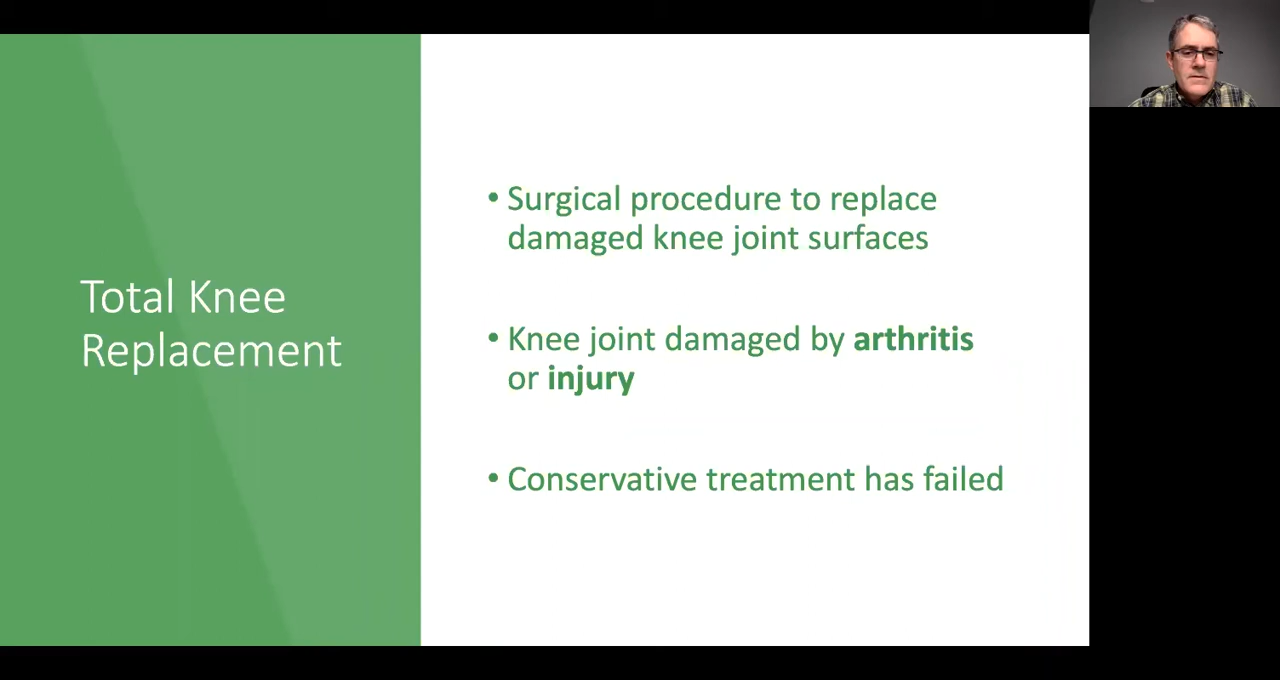 Total Knee
Replacement
• Surgical procedure to replace
damaged knee joint surfaces
• Knee joint damaged by arthritis
or injury
• Conservative treatment has failed